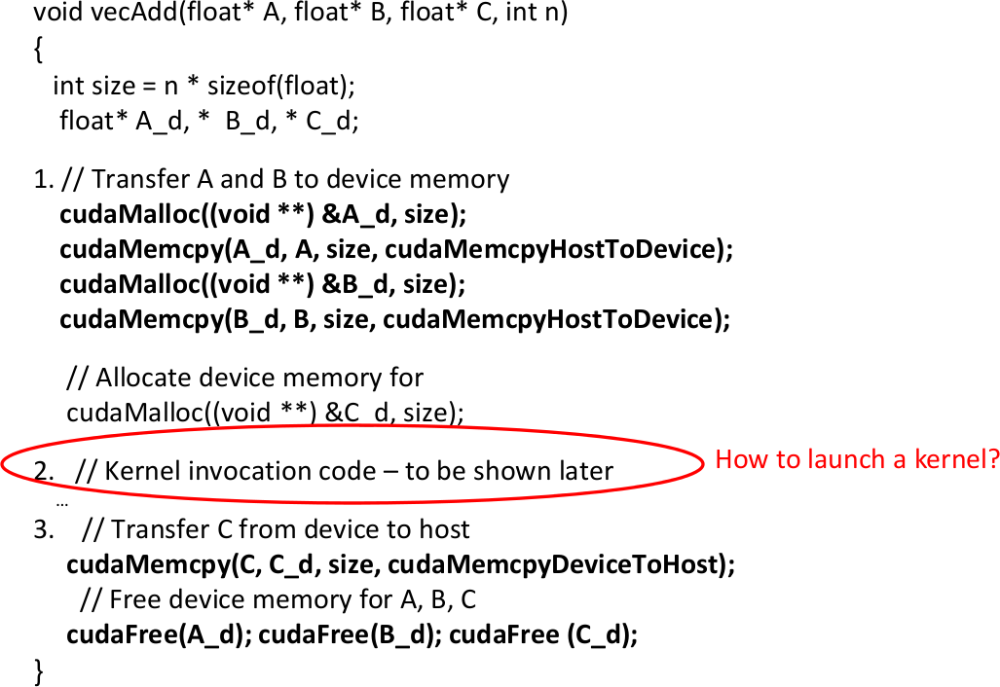 void vecAdd(float* A, float* B, float* C, int n)
{
int size = n * sizeof(float);
float* A_d, * B_d, * C_d;
1. // Transfer A and B to device memory
cudaMalloc((void **) &A_d, size);
cudaMemcpy(A_d, A, size, cudaMemcpyHostToDevice);
cudaMalloc((void **) &B_d, size);
cudaMemcpy(B_d, B, size, cudaMemcpyHostToDevice);
// Allocate device memory for
cudaMalloc((void **) &C_d, size);
2. // Kernel invocation code – to be shown later
How to launch a kernel?
...
3. // Transfer C from device to host
cudaMemcpy(C, C_d, size, cudaMemcpyDeviceToHost);
// Free device memory for A, B, C
cudaFree(A_d); cudaFree(B_d); cudaFree (C_d);
}